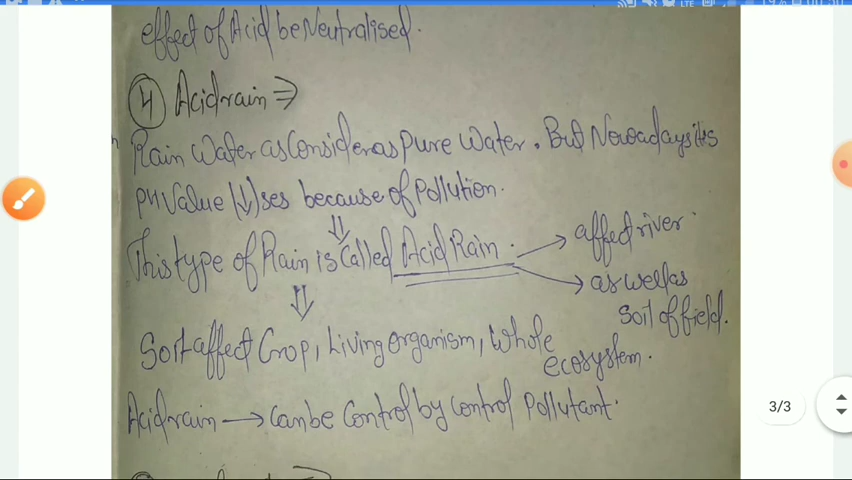 effect of Acid be Neutralised.
4 Acid rain ⇒
Rain Water as Consider as pure Water. But Nowadays its
PH Value (↓)ses because of Pollution.
This type of Rain is Called Acid Rain. → affect river
→ as well as
soil of field.
So it affect Crop, Living organism, Whole
ecosystem.
Acid rain → can be Control by control Pollutant.
3/3